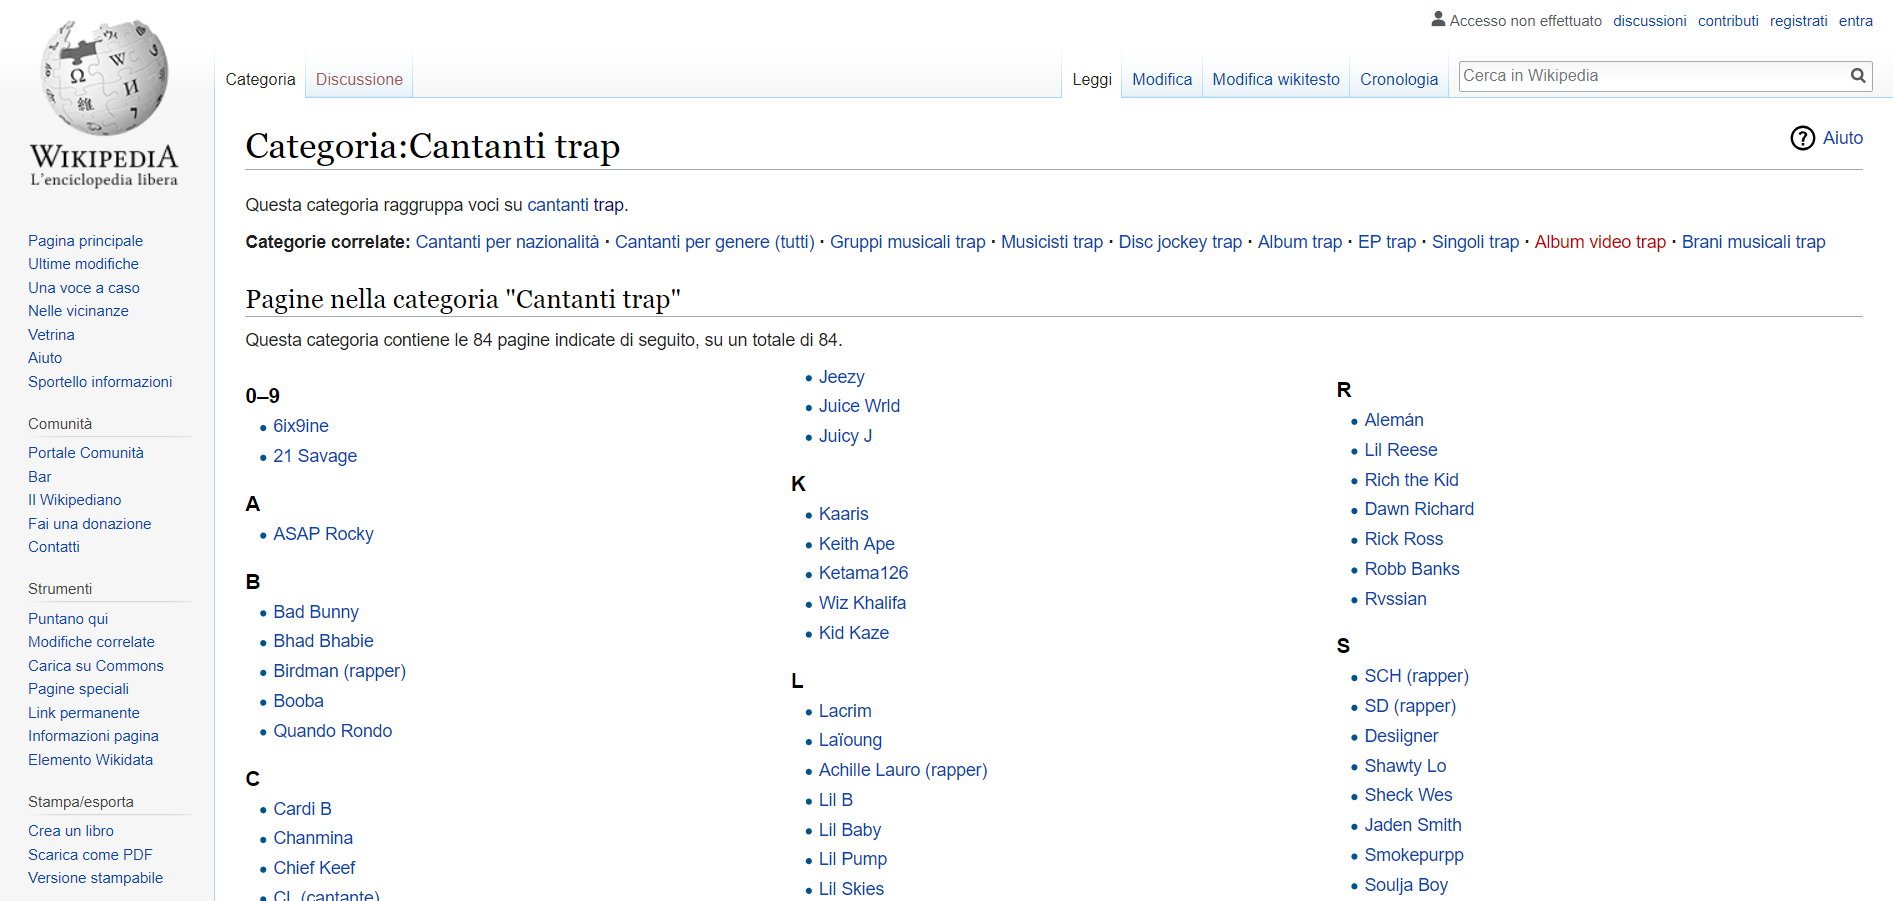 Accesso non effettuato discussioni contributi registrati entra
Categoria Discussione Leggi Modifica Modifica wikitesto Cronologia Cerca in Wikipedia
WIKIPEDIA
L'enciclopedia libera
Pagina principale
Ultime modifiche
Una voce a caso
Nelle vicinanze
Vetrina
Aiuto
Sportello informazioni
Comunità
Portale Comunità
Bar
Il Wikipediano
Fai una donazione
Contatti
Strumenti
Puntano qui
Modifiche correlate
Carica su Commons
Pagine speciali
Link permanente
Informazioni pagina
Elemento Wikidata
Stampa/esporta
Crea un libro
Scarica come PDF
Versione stampabile
Categoria:Cantanti trap
Aiuto
Questa categoria raggruppa voci su cantanti trap.
Categorie correlate: Cantanti per nazionalità · Cantanti per genere (tutti) · Gruppi musicali trap · Musicisti trap · Disc jockey trap · Album trap · EP trap · Singoli trap · Album video trap · Brani musicali trap
Pagine nella categoria "Cantanti trap"
Questa categoria contiene le 84 pagine indicate di seguito, su un totale di 84.
0–9
6ix9ine
21 Savage
A
ASAP Rocky
B
Bad Bunny
Bhad Bhabie
Birdman (rapper)
Booba
Quando Rondo
C
Cardi B
Chanmina
Chief Keef
CL (cantante)
Jeezy
Juice Wrld
Juicy J
K
Kaaris
Keith Ape
Ketama126
Wiz Khalifa
Kid Kaze
L
Lacrim
Laïoung
Achille Lauro (rapper)
Lil B
Lil Baby
Lil Pump
Lil Skies
R
Alemán
Lil Reese
Rich the Kid
Dawn Richard
Rick Ross
Robb Banks
Rvssian
S
SCH (rapper)
SD (rapper)
Desiigner
Shawty Lo
Sheck Wes
Jaden Smith
Smokepurpp
Soulja Boy